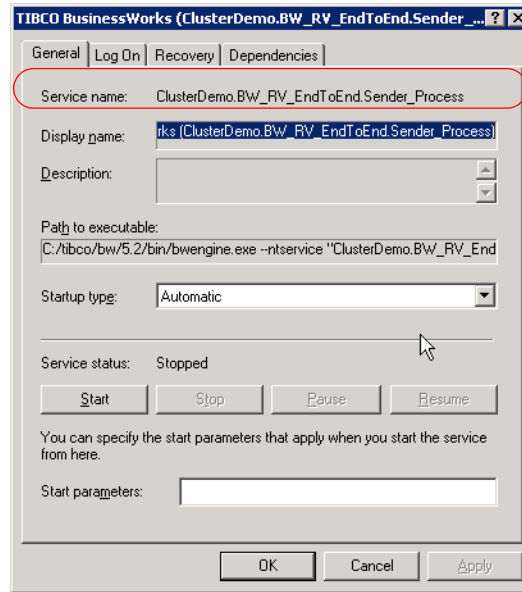 TIBCO BusinessWorks (ClusterDemo.BW_RV_EndToEnd.Sender_...
General Log On Recovery Dependencies
Service name: ClusterDemo.BW_RV_EndToEnd.Sender_Process
Display name: rks (ClusterDemo.BW_RV_EndToEnd.Sender_Process)
Description:
Path to executable:
C:/tibco/bw/5.2/bin/bwengine.exe --ntservice "ClusterDemo.BW_RV_End
Startup type: Automatic
Service status: Stopped
Start Stop Pause Resume
You can specify the start parameters that apply when you start the service
from here.
Start parameters:
OK Cancel Apply